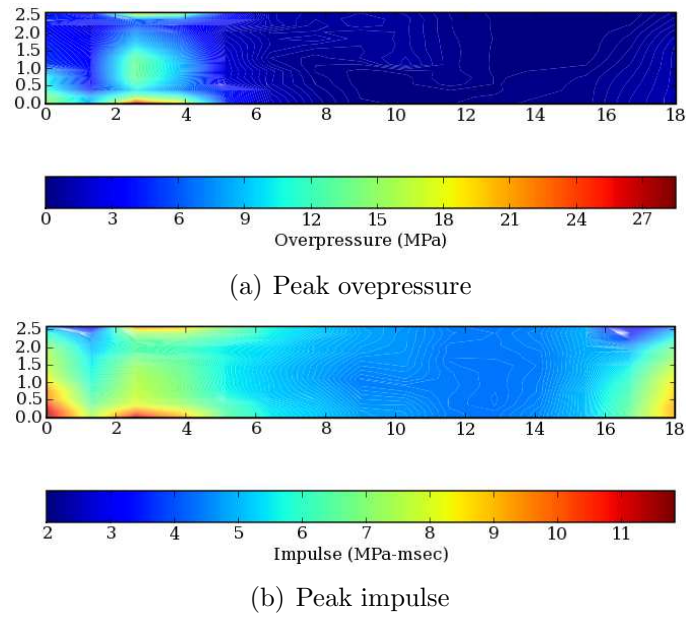 2.5
2.0
1.5
1.0
0.5
0.0
0 2 4 6 8 10 12 14 16 18
0 3 6 9 12 15 18 21 24 27
Overpressure (MPa)
(a) Peak ovepressure
2.5
2.0
1.5
1.0
0.5
0.0
0 2 4 6 8 10 12 14 16 18
2 3 4 5 6 7 8 9 10 11
Impulse (MPa-msec)
(b) Peak impulse